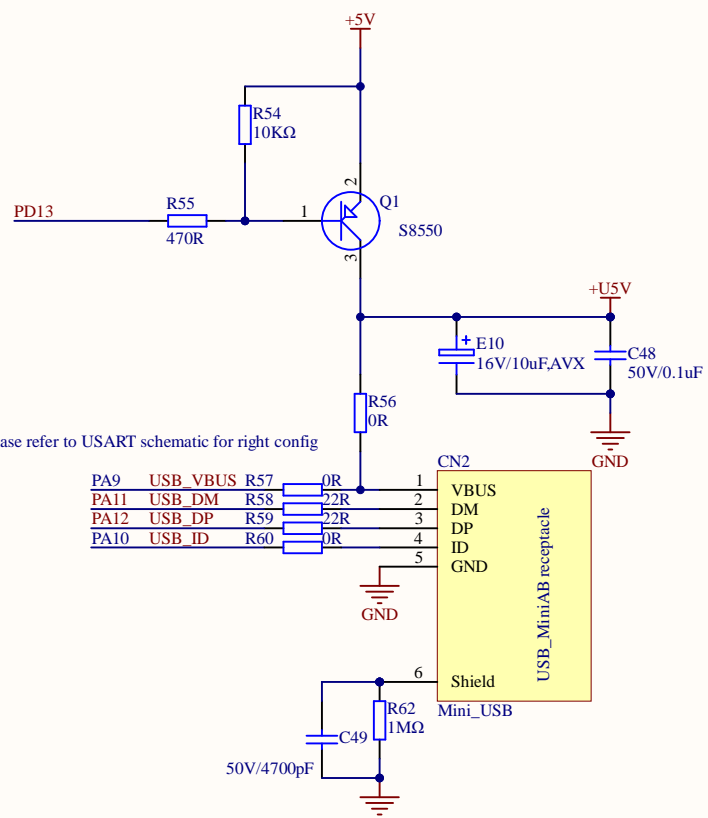 +5V
R54
10KΩ
2
R55
1
Q1
PD13
470R
S8550
3
+U5V
E10
16V/10uF,AVX
C48
50V/0.1uF
R56
0R
ase refer to USART schematic for right config
GND
CN2
PA9 USB_VBUS R57 0R 1 VBUS
PA11 USB_DM R58 22R 2 DM
PA12 USB_DP R59 22R 3 DP
PA10 USB_ID R60 0R 4 ID
5 GND
GND
USB_MiniAB receptacle
6 Shield
Mini_USB
R62
1MΩ
C49
50V/4700pF